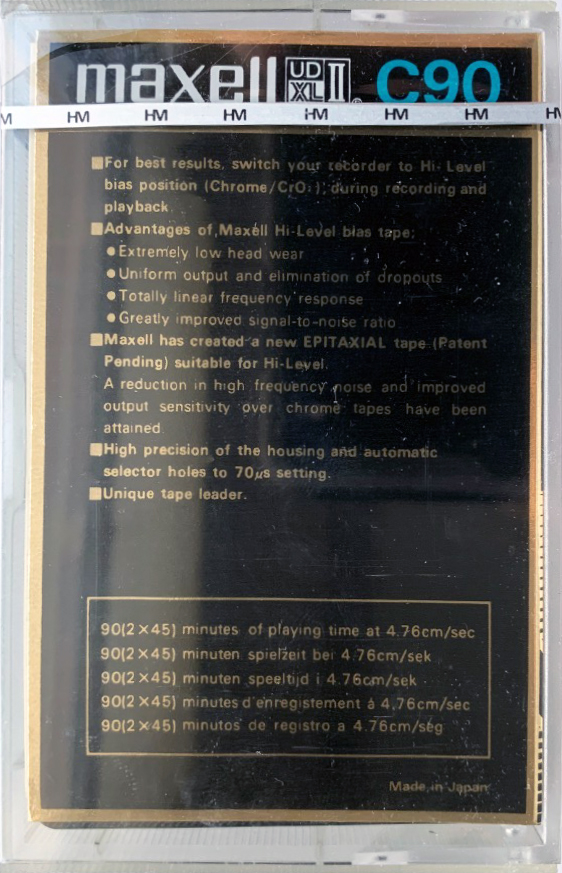 maxell UD XL II ® C90
M HM HM HM HM HM HM HM
■For best results, switch your recorder to Hi-Level
bias position (Chrome/CrO₂), during recording and
playback.
■Advantages of Maxell Hi-Level bias tape;
●Extremely low head wear
●Uniform output and elimination of dropouts
●Totally linear frequency response
●Greatly improved signal-to-noise ratio
■Maxell has created a new EPITAXIAL tape (Patent
Pending) suitable for Hi-Level.
A reduction in high frequency noise and improved
output sensitivity over chrome tapes have been
attained.
■High precision of the housing and automatic
selector holes to 70μs setting.
■Unique tape leader.
90(2×45) minutes of playing time at 4.76cm/sec
90(2×45) minuten spielzeit bei 4.76cm/sek
90(2×45) minuten speeltijd i 4.76cm/sek
90(2×45) minutes d'enregistement à 4.76cm/sec
90(2×45) minutos de registro a 4.76cm/seg
Made in Japan